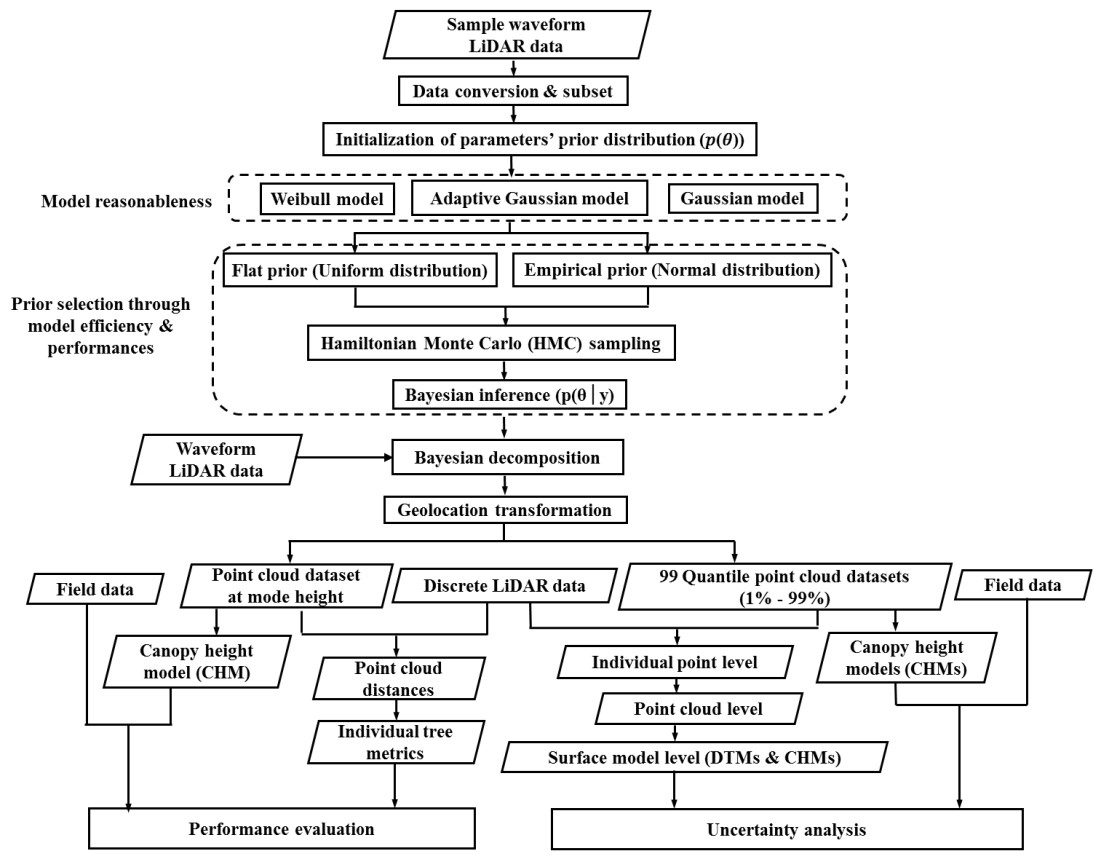 Sample waveform
LiDAR data
Data conversion & subset
Initialization of parameters' prior distribution (p(θ))
Model reasonableness
Weibull model
Adaptive Gaussian model
Gaussian model
Flat prior (Uniform distribution)
Empirical prior (Normal distribution)
Prior selection through
model efficiency &
performances
Hamiltonian Monte Carlo (HMC) sampling
Bayesian inference (p(θ|y)
Waveform
LiDAR data
Bayesian decomposition
Geolocation transformation
Field data
Point cloud dataset
at mode height
Discrete LiDAR data
99 Quantile point cloud datasets
(1% - 99%)
Field data
Canopy height
model (CHM)
Point cloud
distances
Individual point level
Canopy height
models (CHMs)
Individual tree
metrics
Point cloud level
Surface model level (DTMs & CHMs)
Performance evaluation
Uncertainty analysis